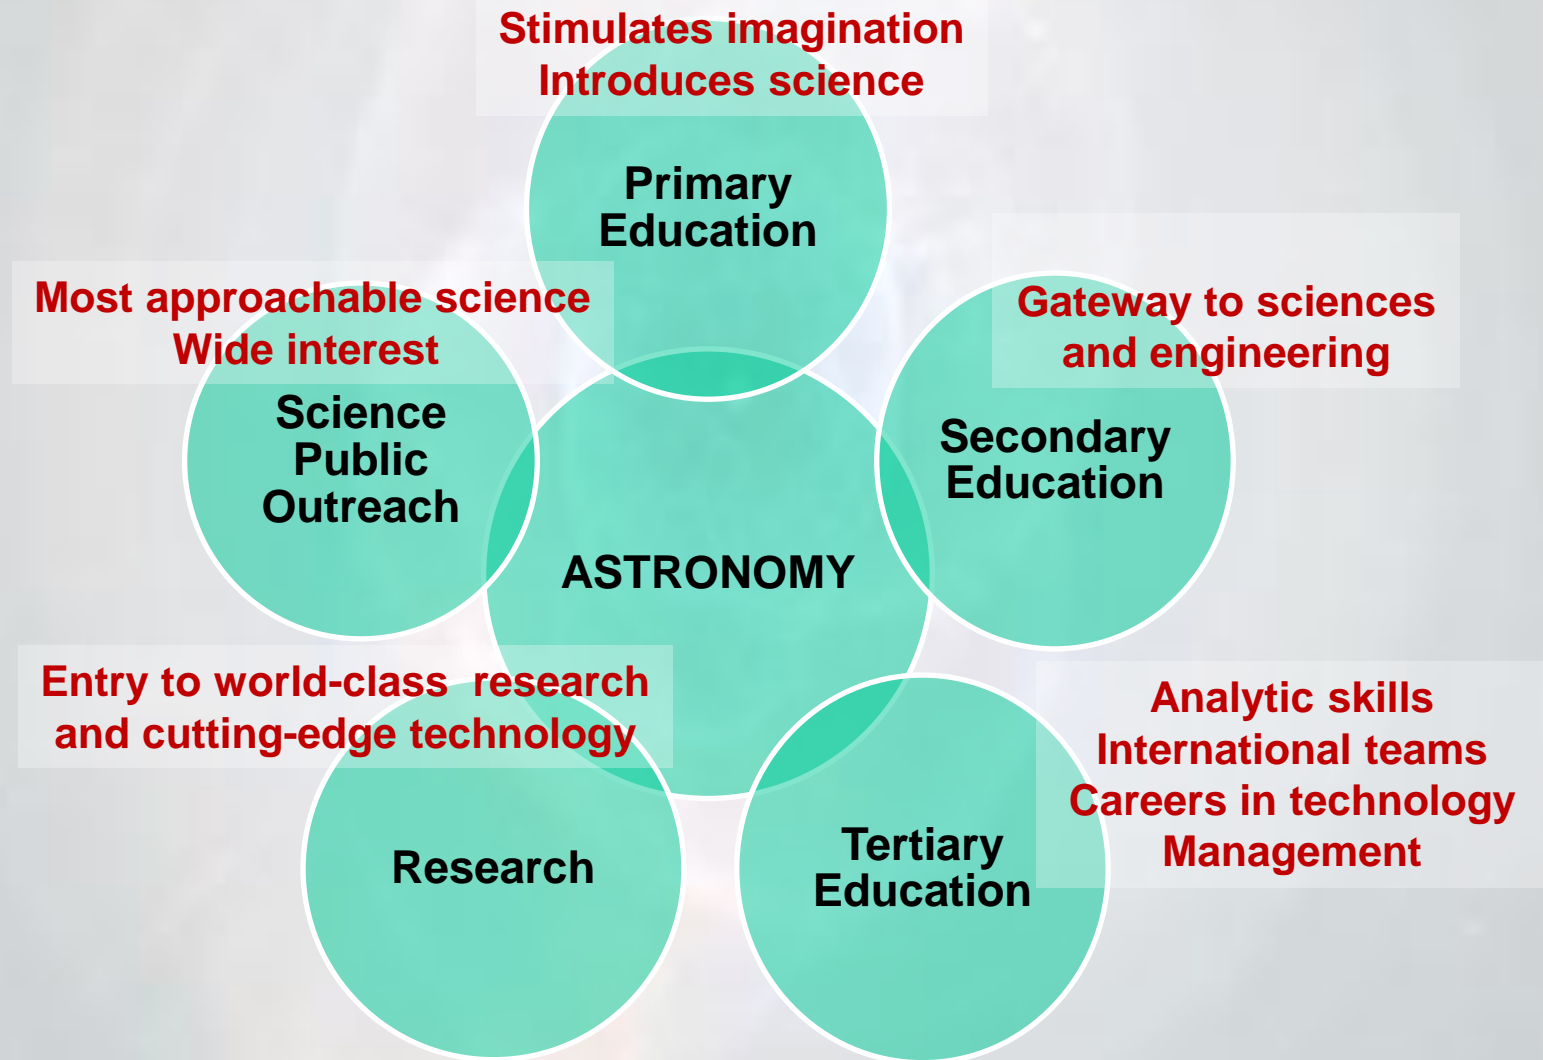 Stimulates imagination
Introduces science
Primary
Education
Most approachable science
Wide interest
Science
Public
Outreach
Gateway to sciences
and engineering
Secondary
Education
ASTRONOMY
Entry to world-class research
and cutting-edge technology
Research
Analytic skills
International teams
Careers in technology
Management
Tertiary
Education